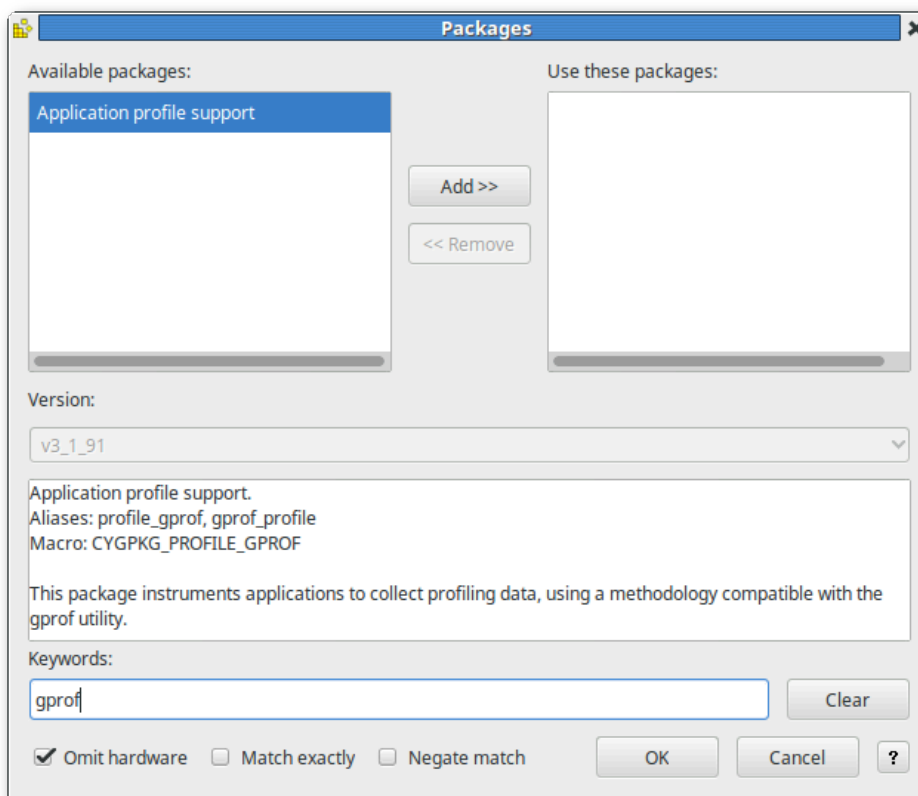 Packages
Available packages:
Use these packages:
Application profile support
Add >>
<< Remove
Version:
v3_1_91
Application profile support.
Aliases: profile_gprof, gprof_profile
Macro: CYGPKG_PROFILE_GPROF
This package instruments applications to collect profiling data, using a methodology compatible with the
gprof utility.
Keywords:
gprof
Clear
Omit hardware
Match exactly
Negate match
OK
Cancel
?